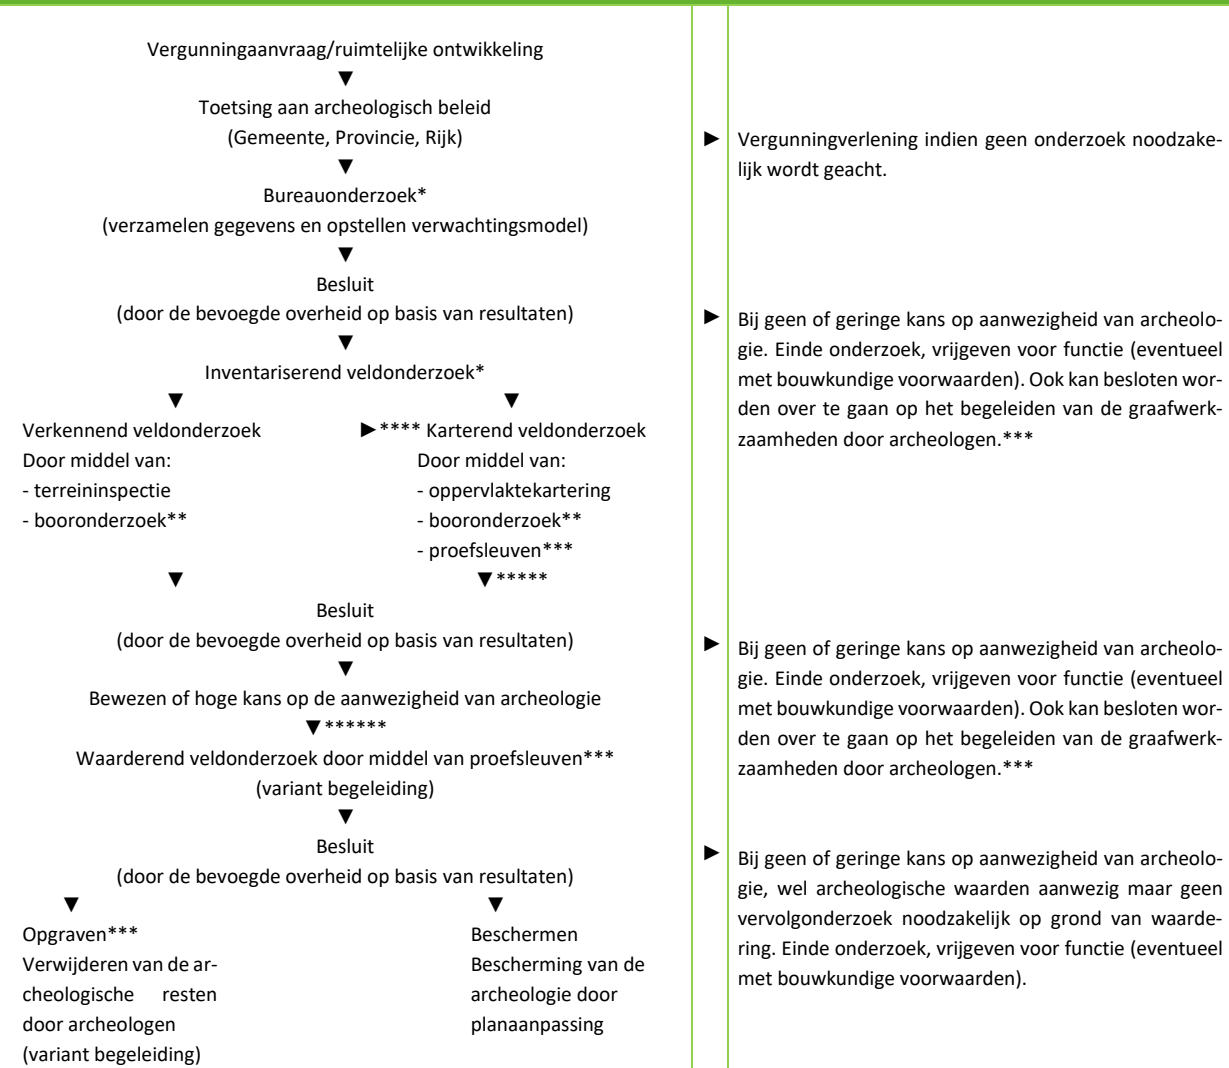 Vergunningaanvraag/ruimtelijke ontwikkeling
▼
Toetsing aan archeologisch beleid
(Gemeente, Provincie, Rijk)
▼
Bureauonderzoek*
(verzamelen gegevens en opstellen verwachtingsmodel)
▼
Besluit
(door de bevoegde overheid op basis van resultaten)
▼
Inventariserend veldonderzoek*
▼ ▼
Verkennend veldonderzoek ►**** Karterend veldonderzoek
Door middel van: Door middel van:
- terreininspectie - oppervlaktekartering
- booronderzoek** - booronderzoek**
- proefsleuven***
▼ ▼*****
Besluit
(door de bevoegde overheid op basis van resultaten)
▼
Bewezen of hoge kans op de aanwezigheid van archeologie
▼******
Waarderend veldonderzoek door middel van proefsleuven***
(variant begeleiding)
▼
Besluit
(door de bevoegde overheid op basis van resultaten)
▼ ▼
Opgraven***
Verwijderen van de ar-
cheologische resten
door archeologen
(variant begeleiding)
Beschermen
Bescherming van de
archeologie door
planaanpassing
► Vergunningverlening indien geen onderzoek noodzake-
lijk wordt geacht.
► Bij geen of geringe kans op aanwezigheid van archeolo-
gie. Einde onderzoek, vrijgeven voor functie (eventueel
met bouwkundige voorwaarden). Ook kan besloten wor-
den over te gaan op het begeleiden van de graafwerk-
zaamheden door archeologen.***
► Bij geen of geringe kans op aanwezigheid van archeolo-
gie. Einde onderzoek, vrijgeven voor functie (eventueel
met bouwkundige voorwaarden). Ook kan besloten wor-
den over te gaan op het begeleiden van de graafwerk-
zaamheden door archeologen.***
► Bij geen of geringe kans op aanwezigheid van archeolo-
gie, wel archeologische waarden aanwezig maar geen
vervolgonderzoek noodzakelijk op grond van waarde-
ring. Einde onderzoek, vrijgeven voor functie (eventueel
met bouwkundige voorwaarden).